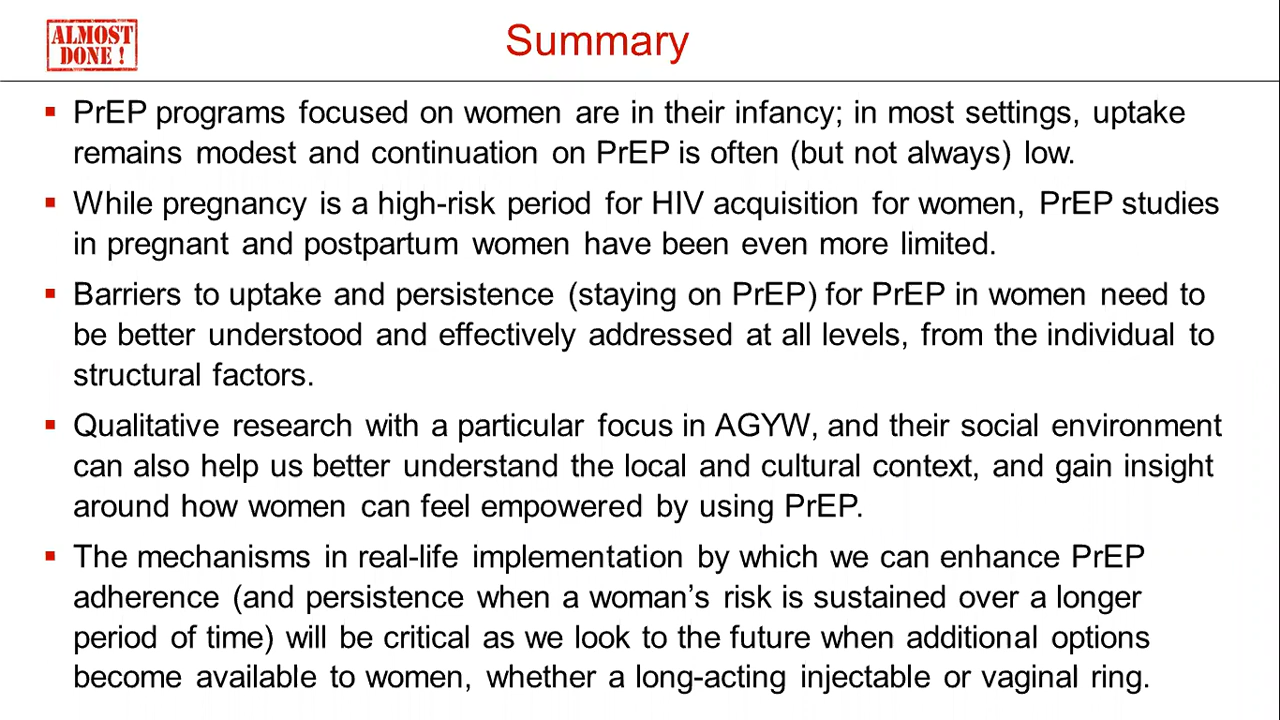 ALMOST
DONE !
Summary
▪ PrEP programs focused on women are in their infancy; in most settings, uptake
remains modest and continuation on PrEP is often (but not always) low.
▪ While pregnancy is a high-risk period for HIV acquisition for women, PrEP studies
in pregnant and postpartum women have been even more limited.
▪ Barriers to uptake and persistence (staying on PrEP) for PrEP in women need to
be better understood and effectively addressed at all levels, from the individual to
structural factors.
▪ Qualitative research with a particular focus in AGYW, and their social environment
can also help us better understand the local and cultural context, and gain insight
around how women can feel empowered by using PrEP.
▪ The mechanisms in real-life implementation by which we can enhance PrEP
adherence (and persistence when a woman’s risk is sustained over a longer
period of time) will be critical as we look to the future when additional options
become available to women, whether a long-acting injectable or vaginal ring.